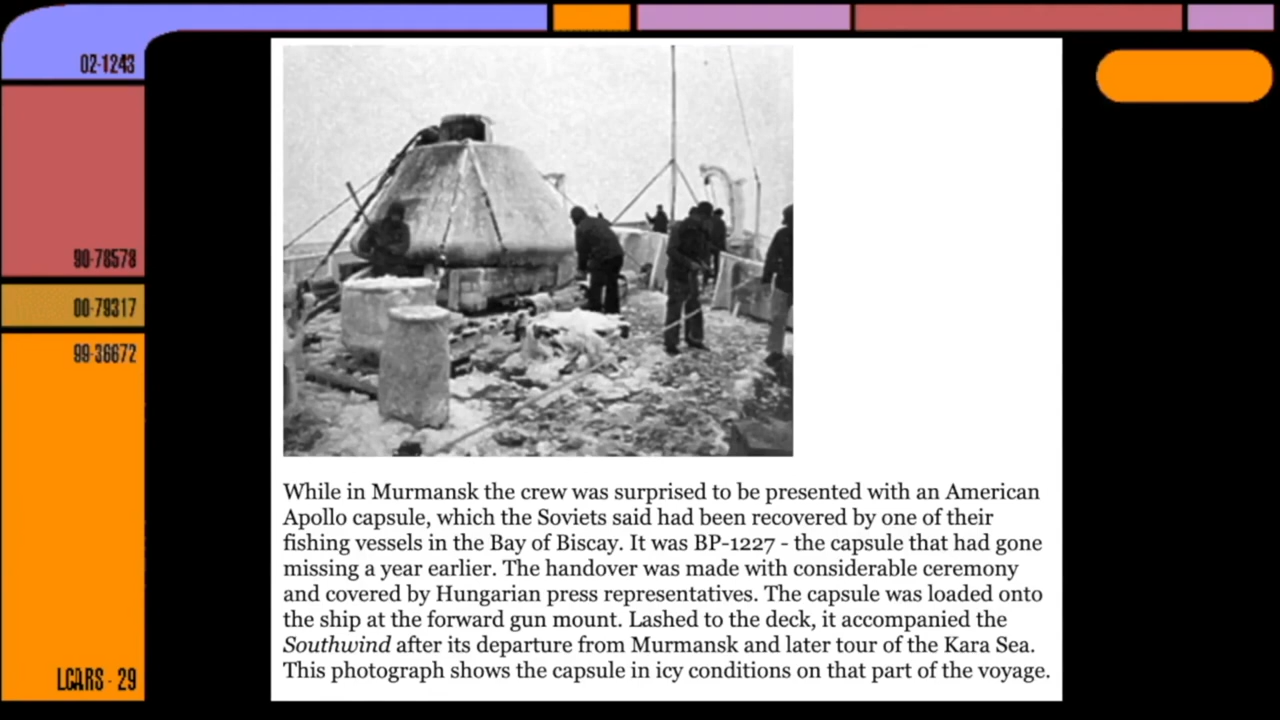 02-1243
90-78578
00-79317
99-36672
LCARS - 29
While in Murmansk the crew was surprised to be presented with an American
Apollo capsule, which the Soviets said had been recovered by one of their
fishing vessels in the Bay of Biscay. It was BP-1227 - the capsule that had gone
missing a year earlier. The handover was made with considerable ceremony
and covered by Hungarian press representatives. The capsule was loaded onto
the ship at the forward gun mount. Lashed to the deck, it accompanied the
Southwind after its departure from Murmansk and later tour of the Kara Sea.
This photograph shows the capsule in icy conditions on that part of the voyage.